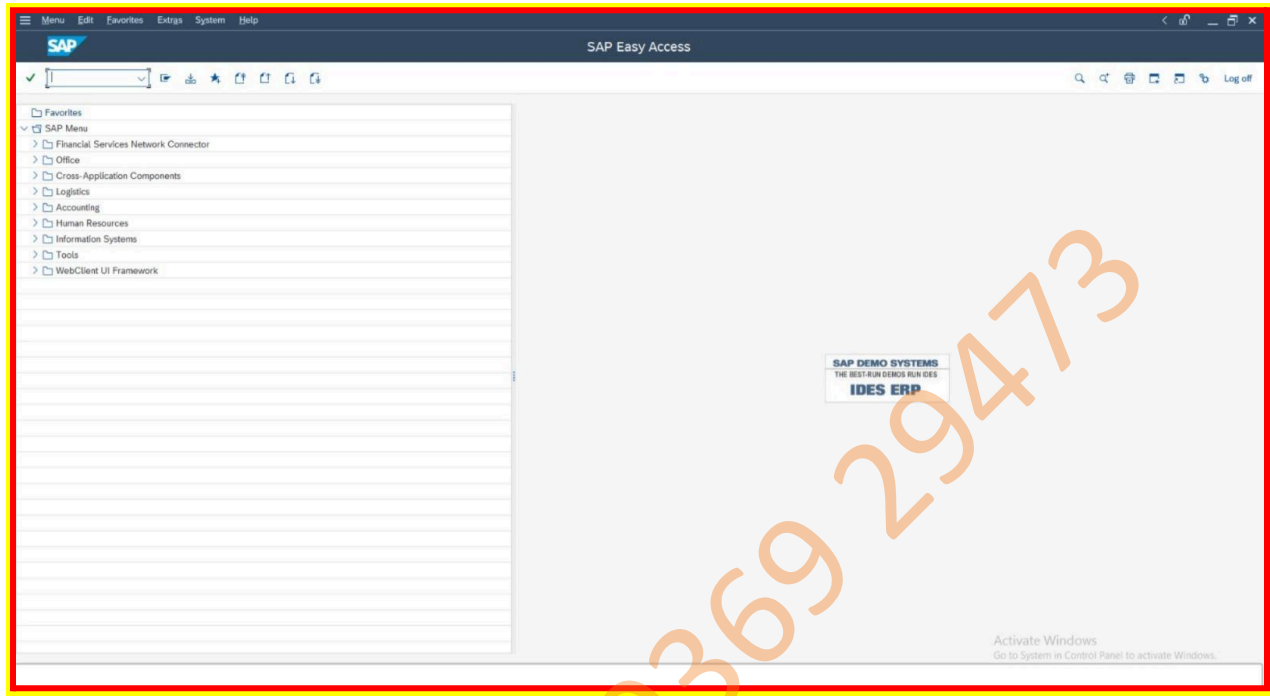 Menu Edit Favorites Extras System Help
SAP
SAP Easy Access
Log off
Favorites
SAP Menu
Financial Services Network Connector
Office
Cross-Application Components
Logistics
Accounting
Human Resources
Information Systems
Tools
WebClient UI Framework
SAP DEMO SYSTEMS
THE BEST-RUN DEMOS RUN IDES
IDES ERP
369 29473
Activate Windows
Go to System in Control Panel to activate Windows.